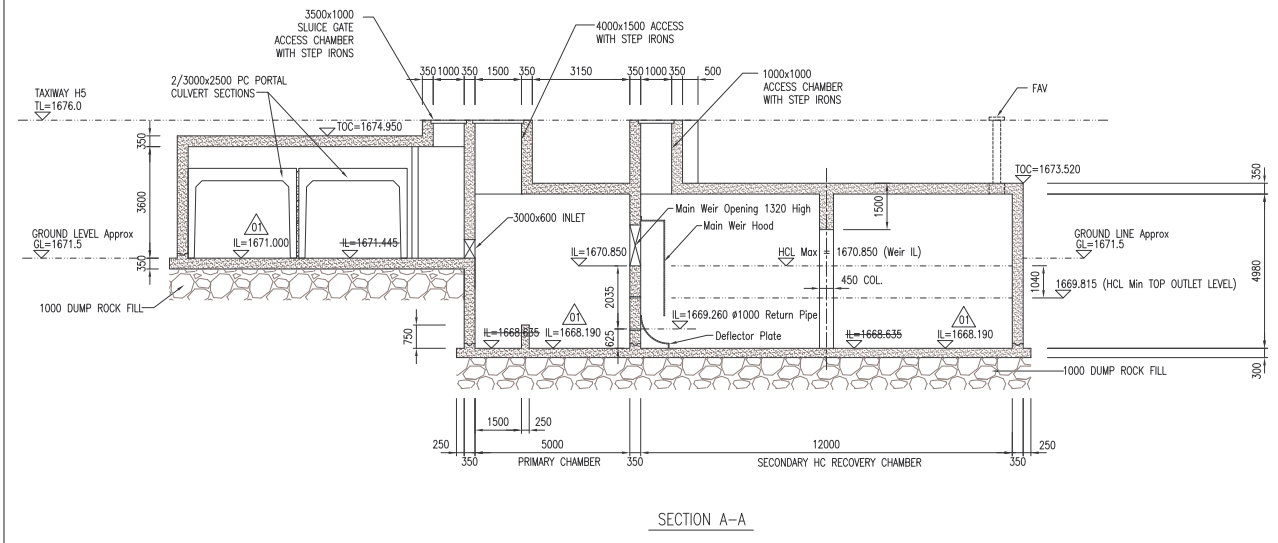 3500x1000
SLUICE GATE
ACCESS CHAMBER
WITH STEP IRONS
4000x1500 ACCESS
WITH STEP IRONS
2/3000x2500 PC PORTAL
CULVERT SECTIONS
350 1000 350 1500 350 3150 350 1000 350 500
1000x1000
ACCESS CHAMBER
WITH STEP IRONS
FAV
TAXIWAY H5
TL=1676.0
TOC=1674.950
TOC=1673.520
350
3600
350
350
4980
300
1500
3000x600 INLET
Main Weir Opening 1320 High
Main Weir Hood
01
IL=1671.000
IL=1671.445
GROUND LEVEL Approx
GL=1671.5
GROUND LINE Approx
GL=1671.5
IL=1670.850
HCL Max = 1670.850 (Weir IL)
450 COL.
1040
1669.815 (HCL Min TOP OUTLET LEVEL)
1000 DUMP ROCK FILL
2035
625
750
IL=1669.260 ø1000 Return Pipe
Deflector Plate
01
IL=1668.635
IL=1668.190
01
IL=1668.635
IL=1668.190
1000 DUMP ROCK FILL
1500 250
250 350 5000 350 12000 350 250
PRIMARY CHAMBER
SECONDARY HC RECOVERY CHAMBER
SECTION A-A